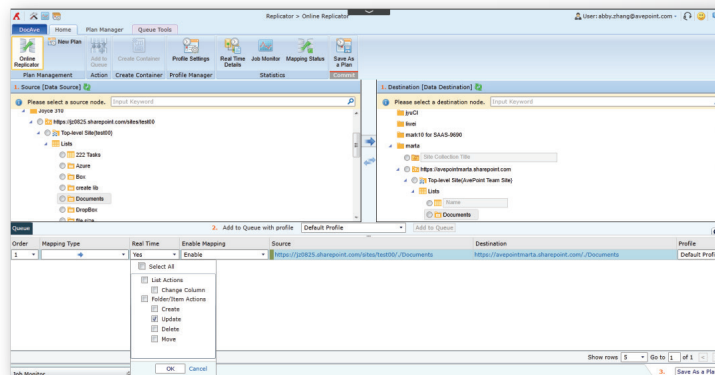 Replicator > Online Replicator
User: abby.zhang@avepoint.com
DocAve Home Plan Manager Queue Tools
New Plan
Online Replicator
Add to Queue
Create Container
Profile Settings
Real Time Details
Job Monitor
Mapping Status
Save As a Plan
Plan Management Action Create Container Profile Manager Statistics Commit
1. Source [Data Source]
Please select a source node. Input Keyword
Joyce 310
https://jz0825.sharepoint.com/sites/test00
Top-level Site(test00)
Lists
222 Tasks
Azure
Box
create lib
Documents
DropBox
file size
1. Destination [Data Destination]
Please select a destination node. Input Keyword
liwei
mark10 for SAAS-9690
marta
Site Collection Title
https://avepointmarta.sharepoint.com
Top-level Site(AvePoint Team Site)
Lists
Name
Documents
Queue 2. Add to Queue with profile Default Profile Add to Queue
Order Mapping Type Real Time Enable Mapping Source Destination Profile
1 Yes Enable https://jz0825.sharepoint.com/sites/test00/./Documents https://avepointmarta.sharepoint.com/./Documents Default Profi
Select All
List Actions
Change Column
Folder/Item Actions
Create
Update
Delete
Move
Show rows 5 Go to 1 of 1
OK Cancel
Job Monitor 3. Save As a Pla